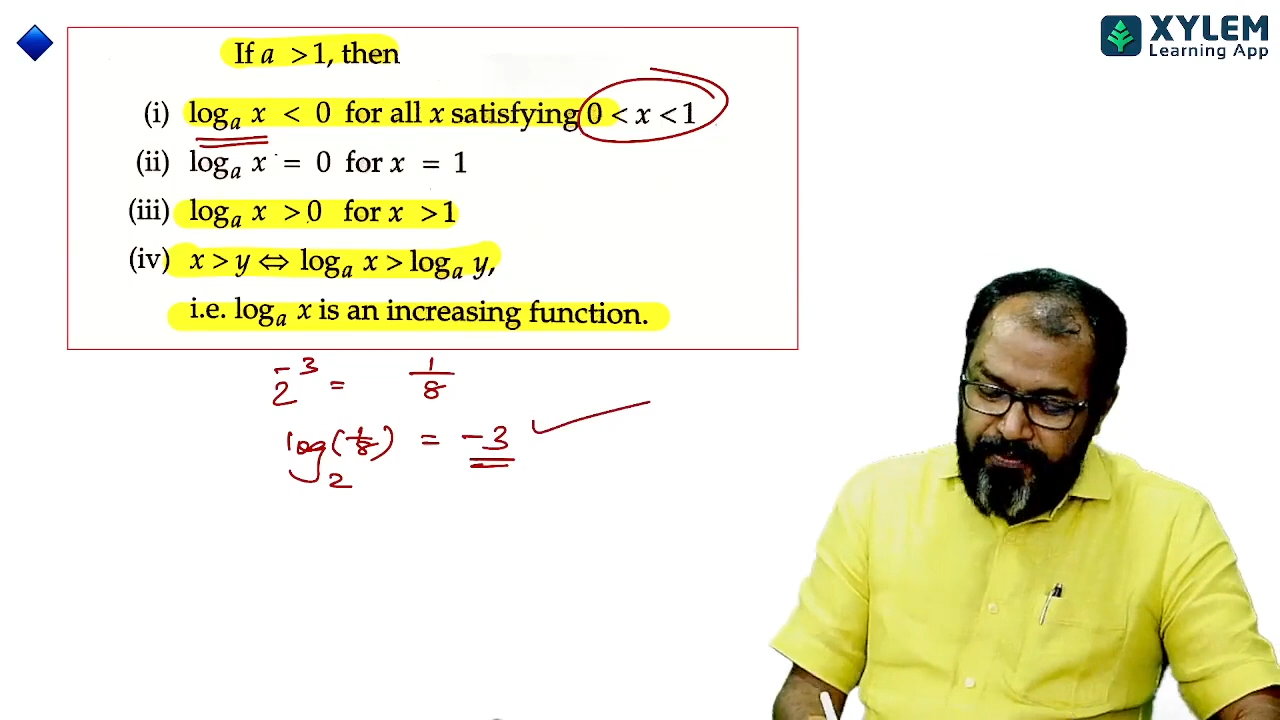 XYLEM
Learning App
If a > 1, then
(i) logₐ x < 0 for all x satisfying 0 < x < 1
(ii) logₐ x = 0 for x = 1
(iii) logₐ x > 0 for x > 1
(iv) x > y ⇔ logₐ x > logₐ y,
i.e. logₐ x is an increasing function.
2⁻³ = 1/8
log₂(1/8) = -3